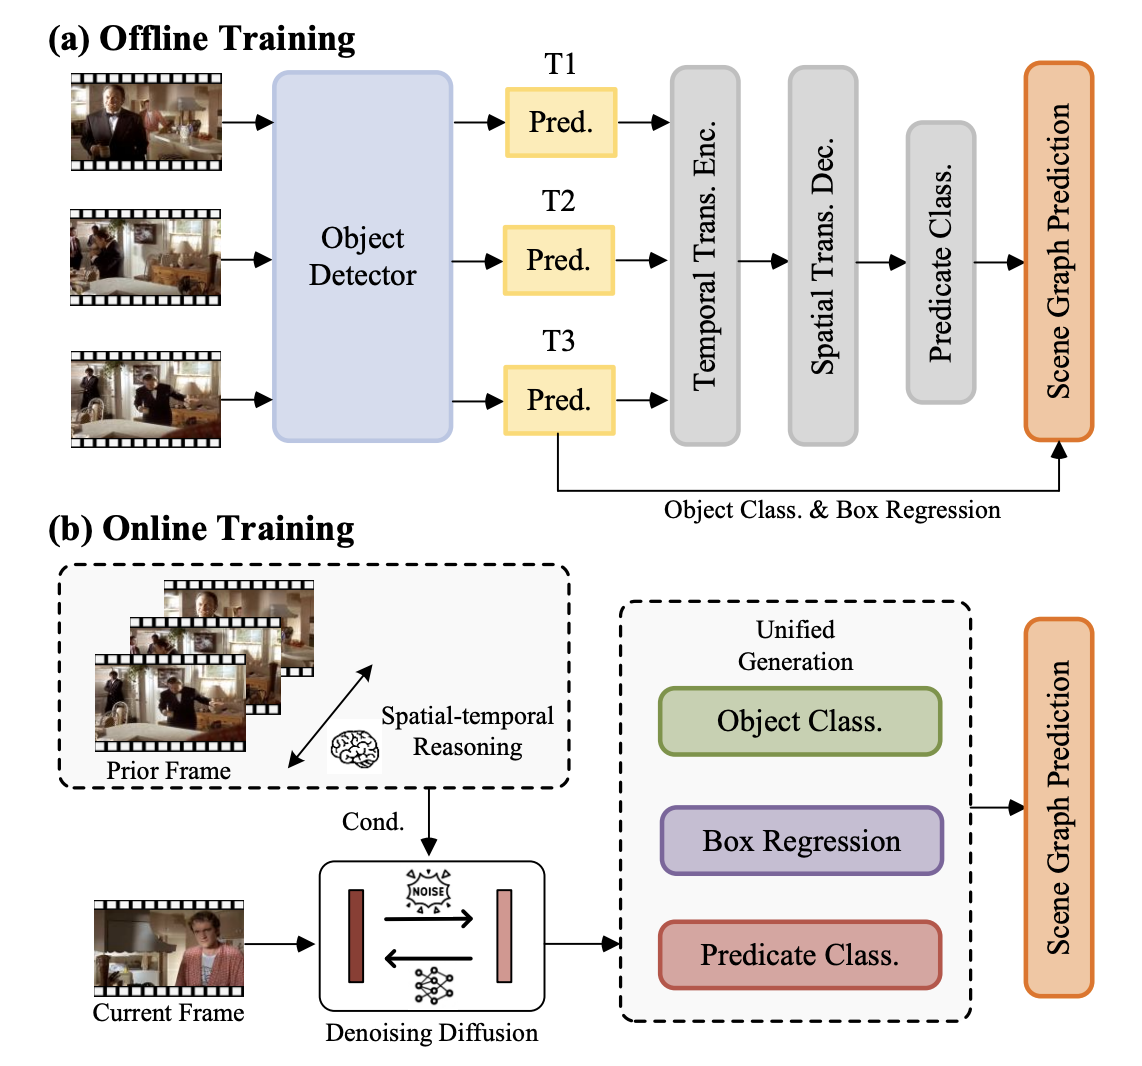 (a) Offline Training
T1
Pred.
T2
Pred.
T3
Pred.
Object
Detector
Temporal Trans. Enc.
Spatial Trans. Dec.
Predicate Class.
Scene Graph Prediction
Object Class. & Box Regression
(b) Online Training
Spatial-temporal
Reasoning
Prior Frame
Cond.
NOISE
Current Frame
Denoising Diffusion
Unified
Generation
Object Class.
Box Regression
Predicate Class.
Scene Graph Prediction